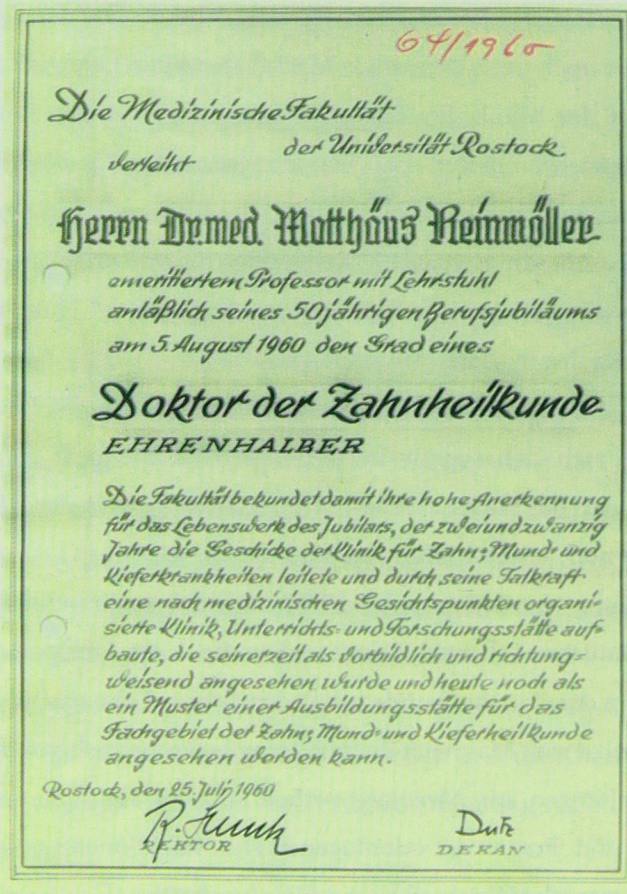 64/1960
Die Medizinische Fakultät
der Universität Rostock
verleiht
Herrn Dr. med. Matthäus Reinmöller
emeritiertem Professor mit Lehrstuhl
anläßlich seines 50jährigen Berufsjubiläums
am 5. August 1960 den Grad eines
Doktor der Zahnheilkunde
EHRENHALBER
Die Fakultät bekundet damit ihre hohe Anerkennung
für das Lebenswerk des Jubilars, der zweiundzwanzig
Jahre die Geschicke der Klinik für Zahn-, Mund- und
Kieferkrankheiten leitete und durch seine Tatkraft
eine nach medizinischen Gesichtspunkten organi-
sierte Klinik, Unterrichts- und Forschungsstätte auf-
baute, die seinerzeit als vorbildlich und richtung-
weisend angesehen wurde und heute noch als
ein Muster einer Ausbildungsstätte für das
Fachgebiet der Zahn-, Mund- und Kieferheilkunde
angesehen werden kann.
Rostock, den 25. July 1960
REKTOR
DEKAN